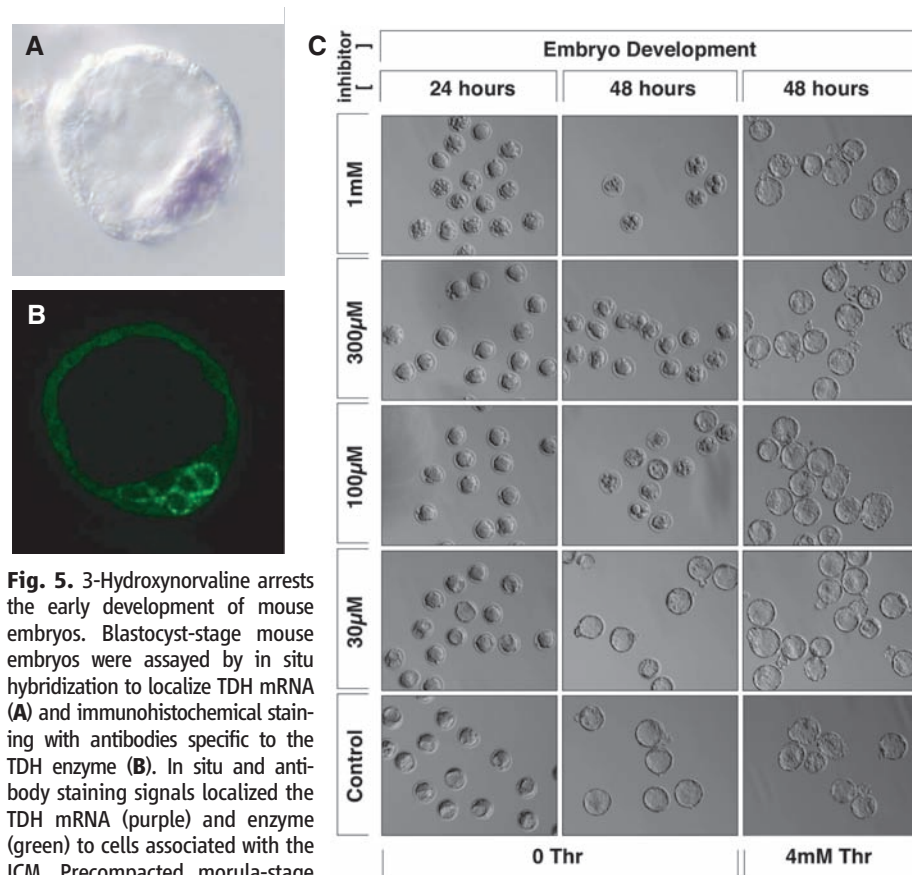 A
B
Fig. 5. 3-Hydroxynorvaline arrests
the early development of mouse
embryos. Blastocyst-stage mouse
embryos were assayed by in situ
hybridization to localize TDH mRNA
(A) and immunohistochemical stain-
ing with antibodies specific to the
TDH enzyme (B). In situ and anti-
body staining signals localized the
TDH mRNA (purple) and enzyme
(green) to cells associated with the
ICM. Precompacted morula-stage
C
[ inhibitor ]
Embryo Development
24 hours
48 hours
48 hours
1mM
300µM
100µM
30µM
Control
0 Thr
4mM Thr